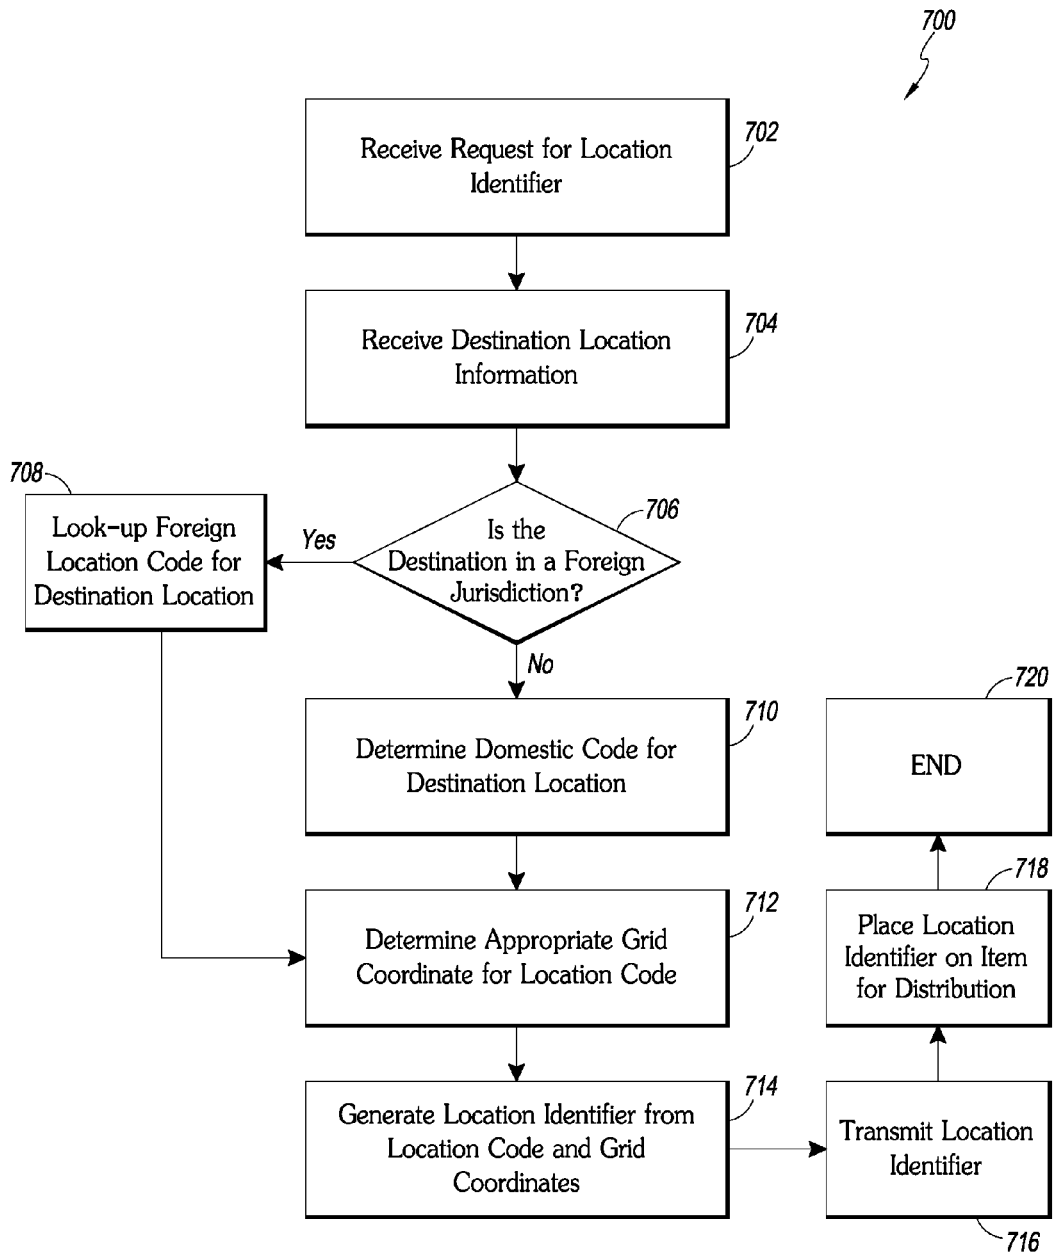 700
702
Receive Request for Location
Identifier
704
Receive Destination Location
Information
706
Is the
Destination in a Foreign
Jurisdiction?
Yes
708
Look-up Foreign
Location Code for
Destination Location
No
710
Determine Domestic Code for
Destination Location
712
Determine Appropriate Grid
Coordinate for Location Code
714
Generate Location Identifier from
Location Code and Grid
Coordinates
Transmit Location
Identifier
716
718
Place Location
Identifier on Item
for Distribution
720
END